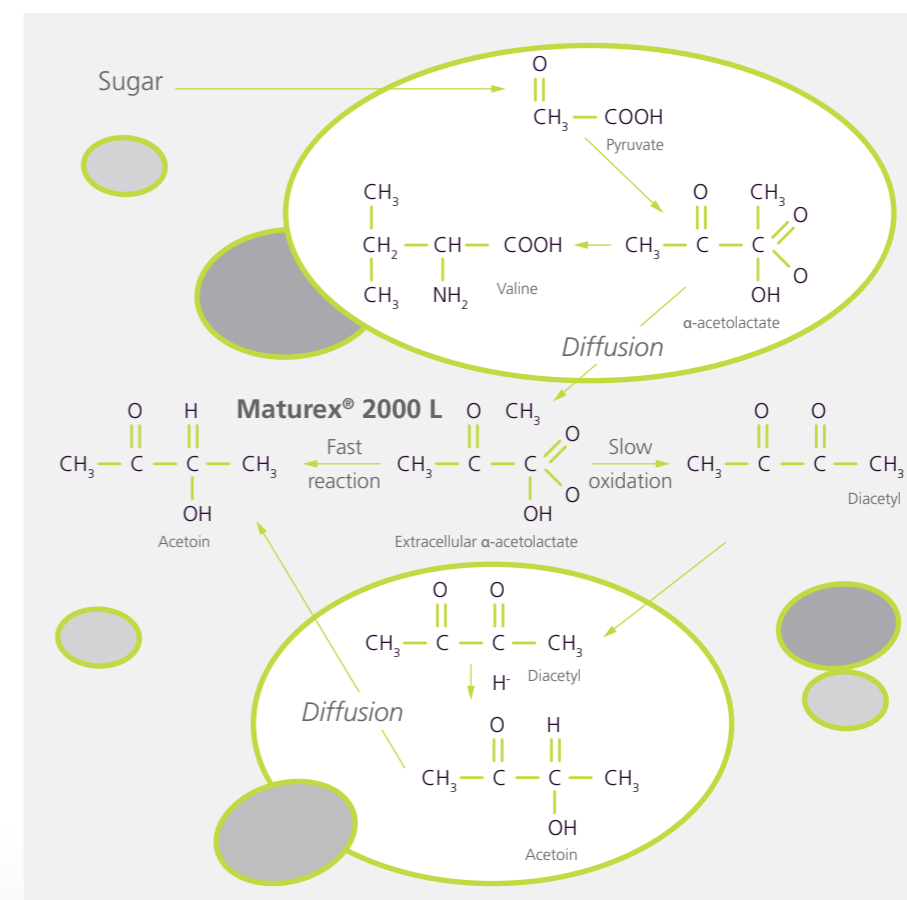 Sugar
O
CH₃ COOH
Pyruvate
CH₃ O CH₃
O
CH₂ CH COOH CH₃ C C
O
CH₃ NH₂ Valine OH
α-acetolactate
Diffusion
Maturex® 2000 L
O H O CH₃ O O
O
Fast Slow
CH₃ C C CH₃ CH₃ C C CH₃ C C CH₃
reaction oxidation
O
OH OH Diacetyl
Acetoin Extracellular α-acetolactate
O O
CH₃ C C CH₃
H⁻ Diacetyl
Diffusion
O H
CH₃ C C CH₃
OH
Acetoin